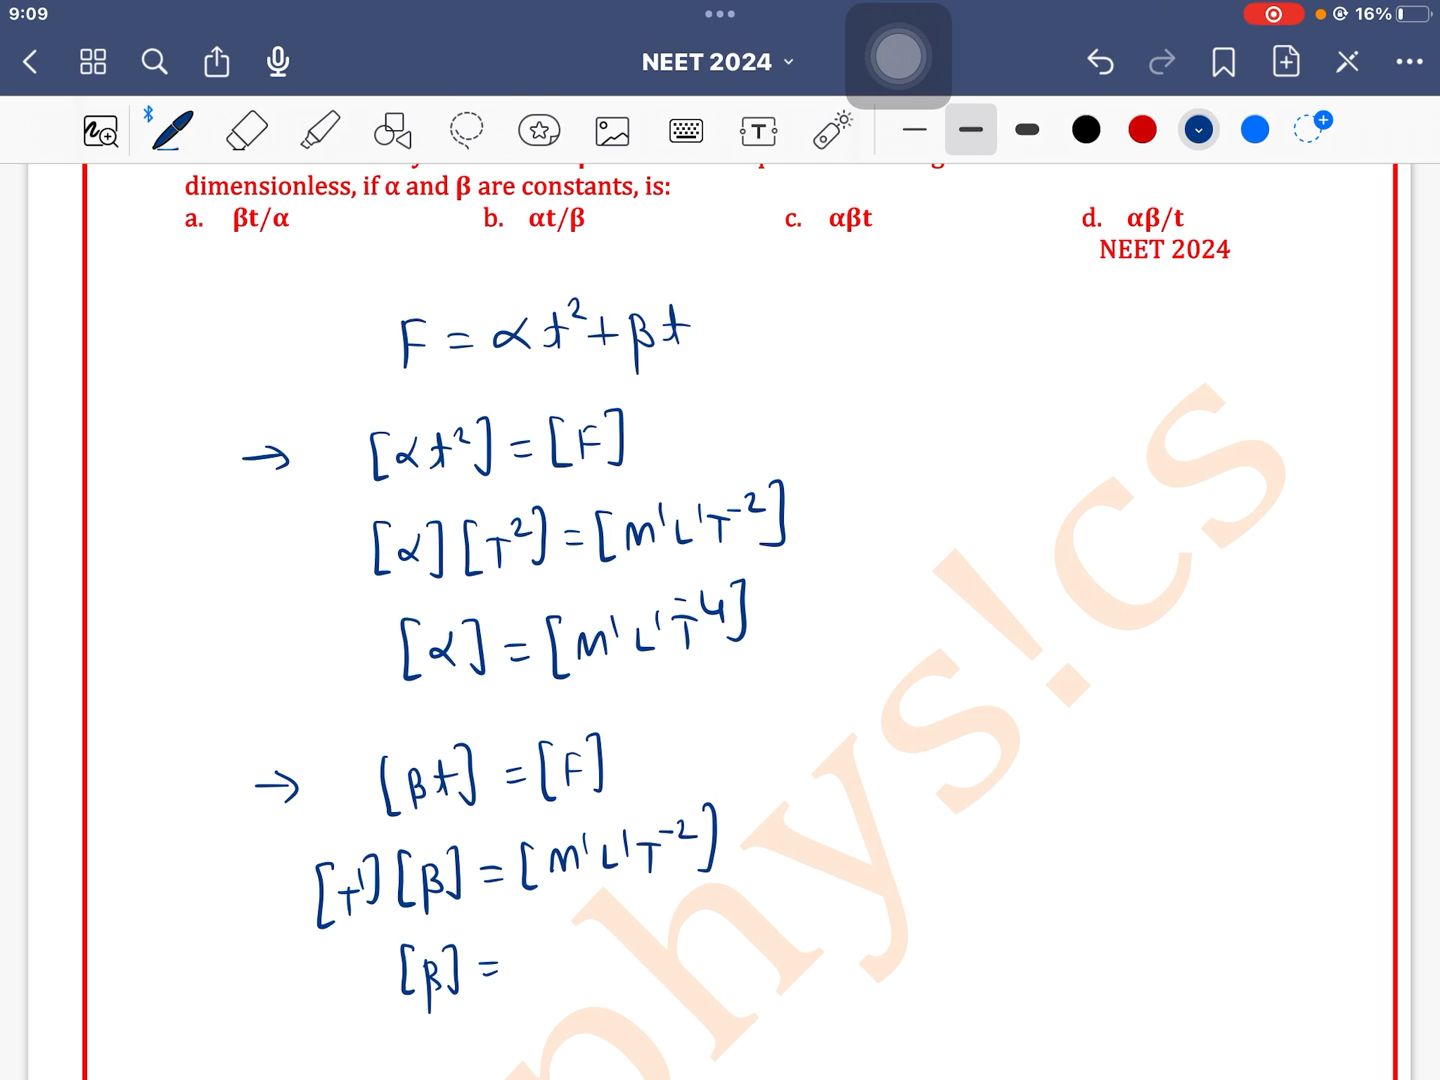 9:09
16%
NEET 2024
T
dimensionless, if α and β are constants, is:
a. βt/α b. αt/β c. αβt d. αβ/t
NEET 2024
F = αt²+βt
→ [αt²] = [F]
[α][T²] = [M¹L¹T⁻²]
[α] = [M¹L¹T⁻⁴]
→ [βt] = [F]
[T¹][β] = [M¹L¹T⁻²]
[β] =
phys!cs